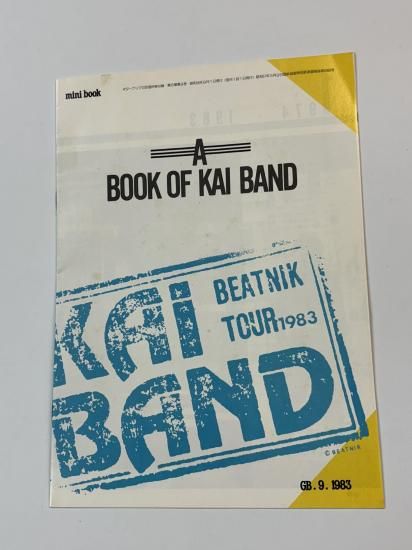 mini book
A
BOOK OF KAI BAND
KAI
BEATNIK
TOUR 1983
BAND
© BEATNIK
GB. 9. 1983